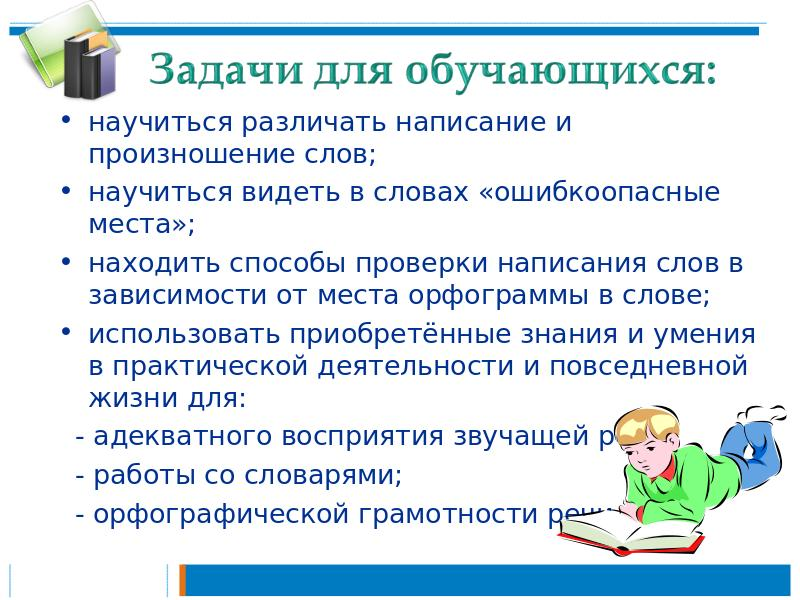 Задачи для обучающихся:
• научиться различать написание и
произношение слов;
• научиться видеть в словах «ошибкоопасные
места»;
• находить способы проверки написания слов в
зависимости от места орфограммы в слове;
• использовать приобретённые знания и умения
в практической деятельности и повседневной
жизни для:
- адекватного восприятия звучащей
- работы со словарями;
- орфографической грамотности речи